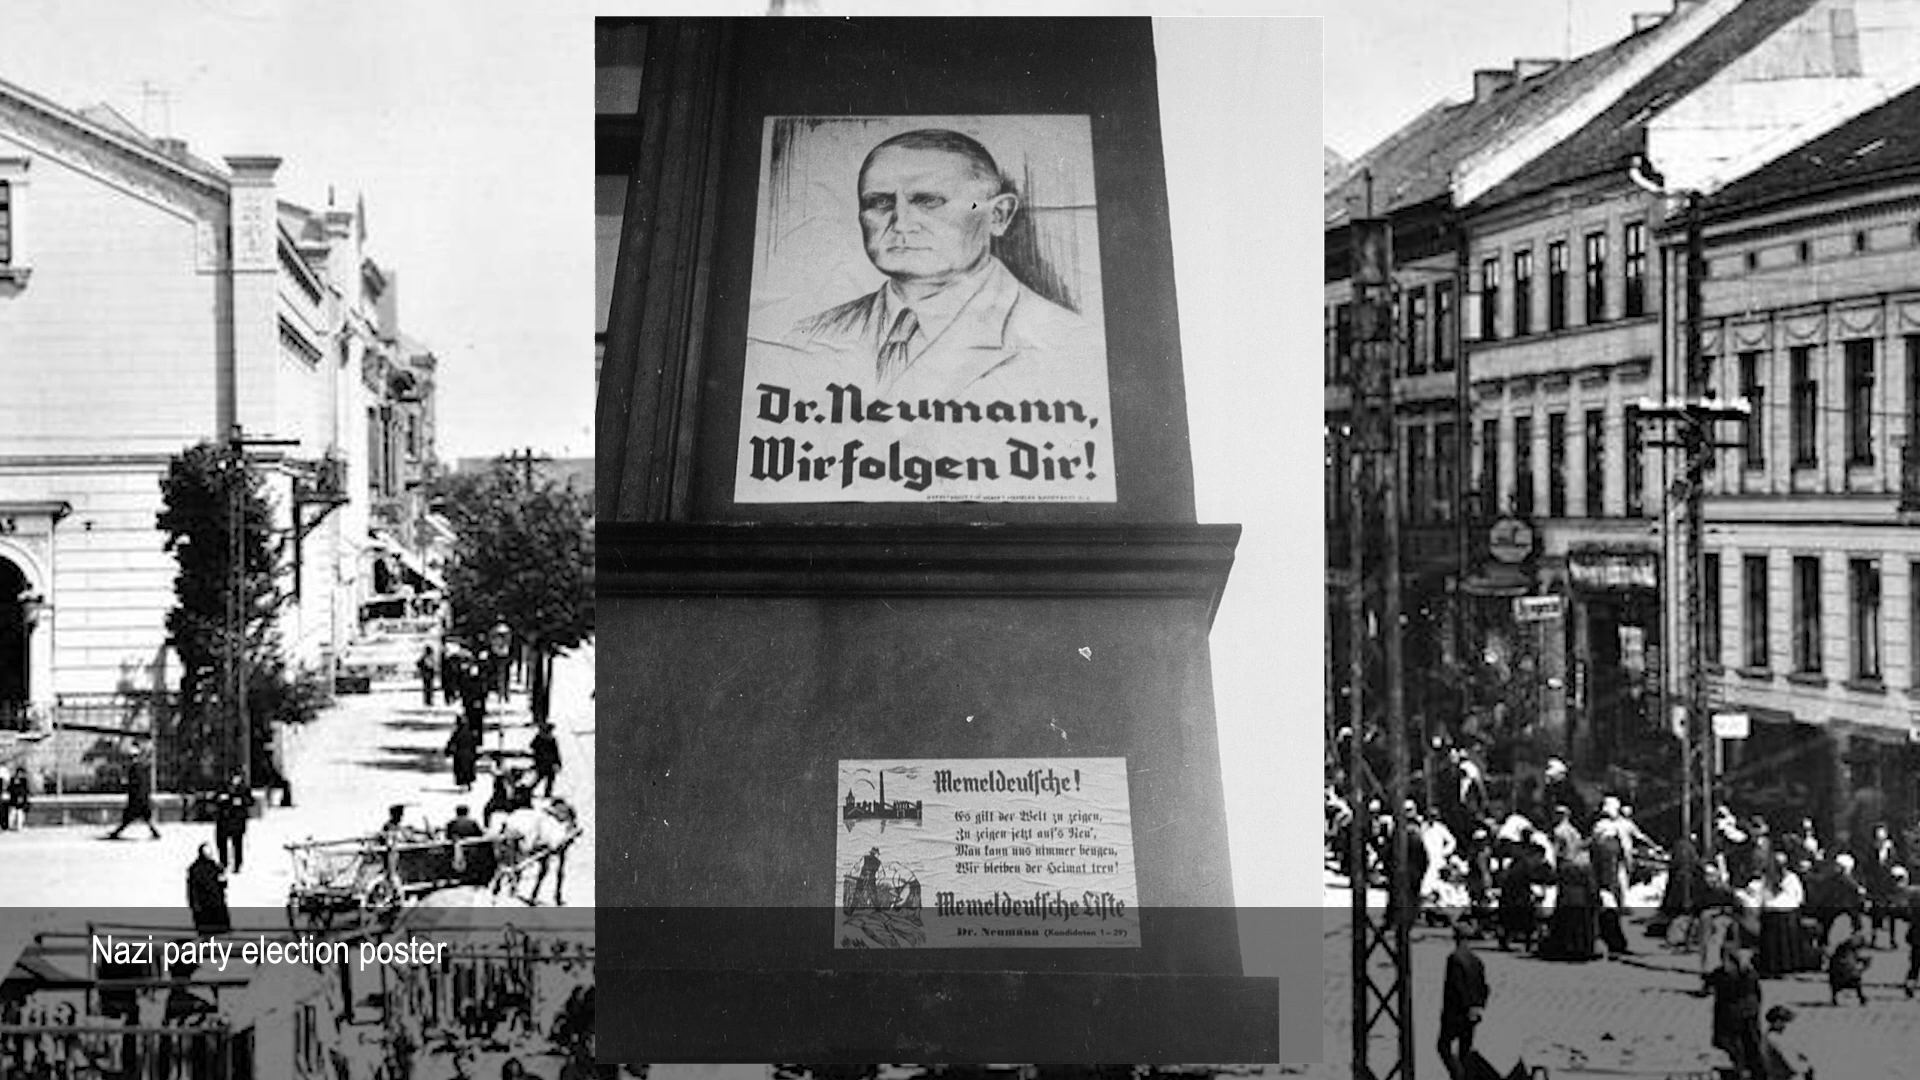 Dr. Neumann,
Wir folgen Dir!
Memeldeutsche!
Es gilt der Welt zu zeigen,
Zu zeigen jetzt auf's Neu',
Man kann uns nimmer beugen,
Wir bleiben der Heimat treu!
Memeldeutsche Liste
Dr. Neumann (Kandidaten 1–29)
Nazi party election poster